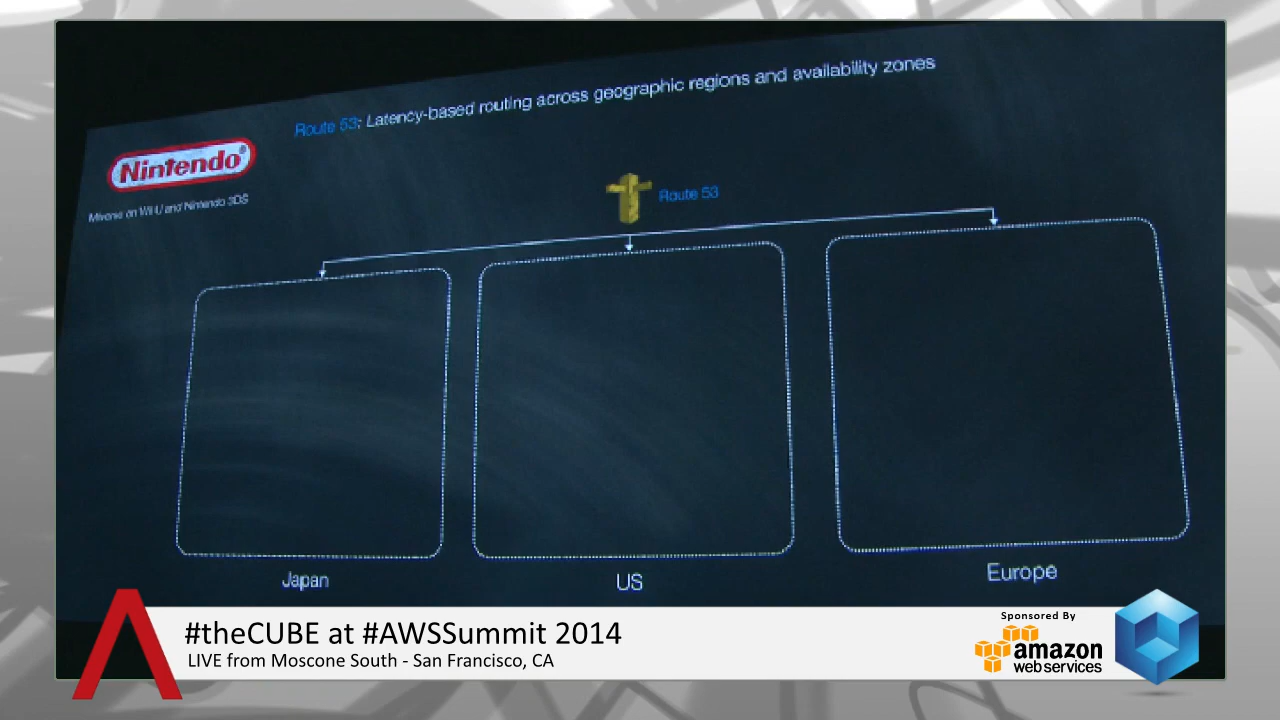 Route 53: Latency-based routing across geographic regions and availability zones
Nintendo®
Miiverse on Wii U and Nintendo 3DS
Route 53
Japan
US
Europe
#theCUBE at #AWSSummit 2014
LIVE from Moscone South - San Francisco, CA
Sponsored By
amazon
web services